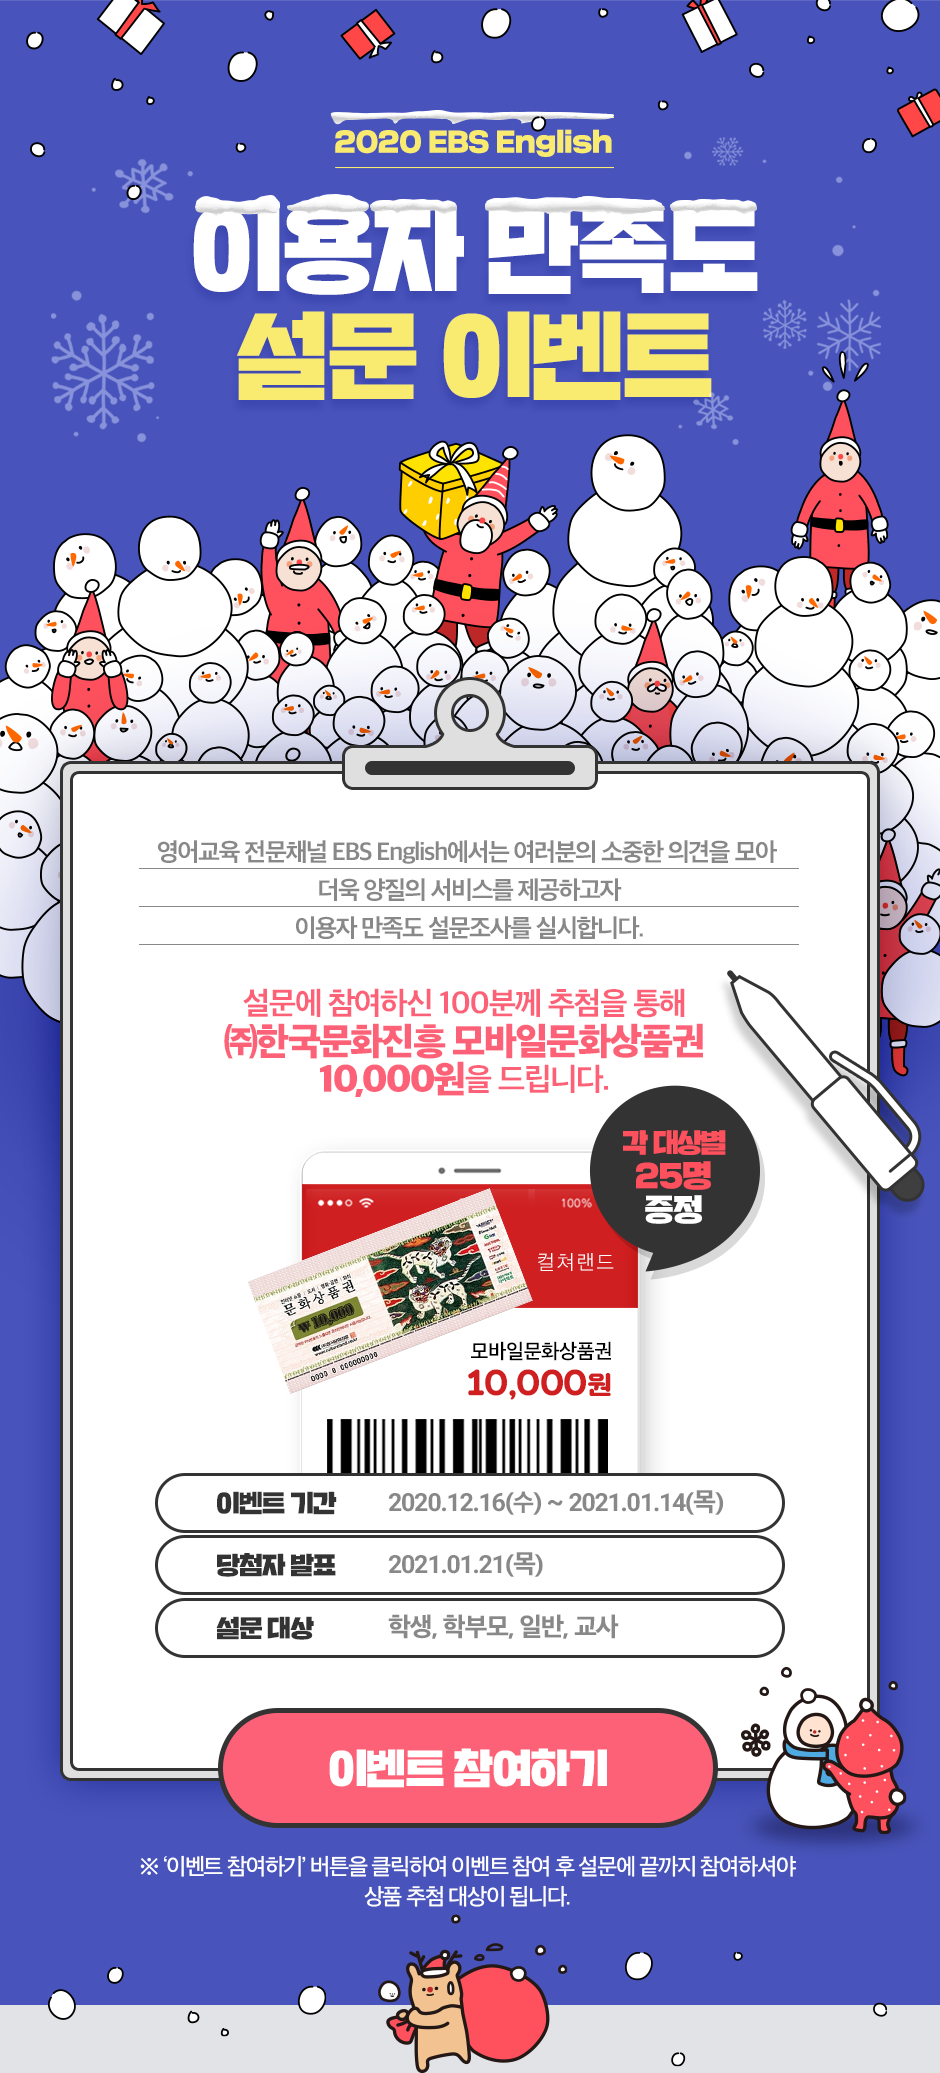 2020 EBS English
이용자 만족도
설문 이벤트
영어교육 전문채널 EBS English에서는 여러분의 소중한 의견을 모아
더욱 양질의 서비스를 제공하고자
이용자 만족도 설문조사를 실시합니다.
설문에 참여하신 100분께 추첨을 통해
㈜한국문화진흥 모바일문화상품권
10,000원을 드립니다.
각 대상별
25명
증정
100%
컬쳐랜드
문화상품권
₩10,000
모바일문화상품권
10,000원
이벤트 기간 2020.12.16(수) ~ 2021.01.14(목)
당첨자 발표 2021.01.21(목)
설문 대상 학생, 학부모, 일반, 교사
이벤트 참여하기
※ ‘이벤트 참여하기’ 버튼을 클릭하여 이벤트 참여 후 설문에 끝까지 참여하셔야
상품 추첨 대상이 됩니다.